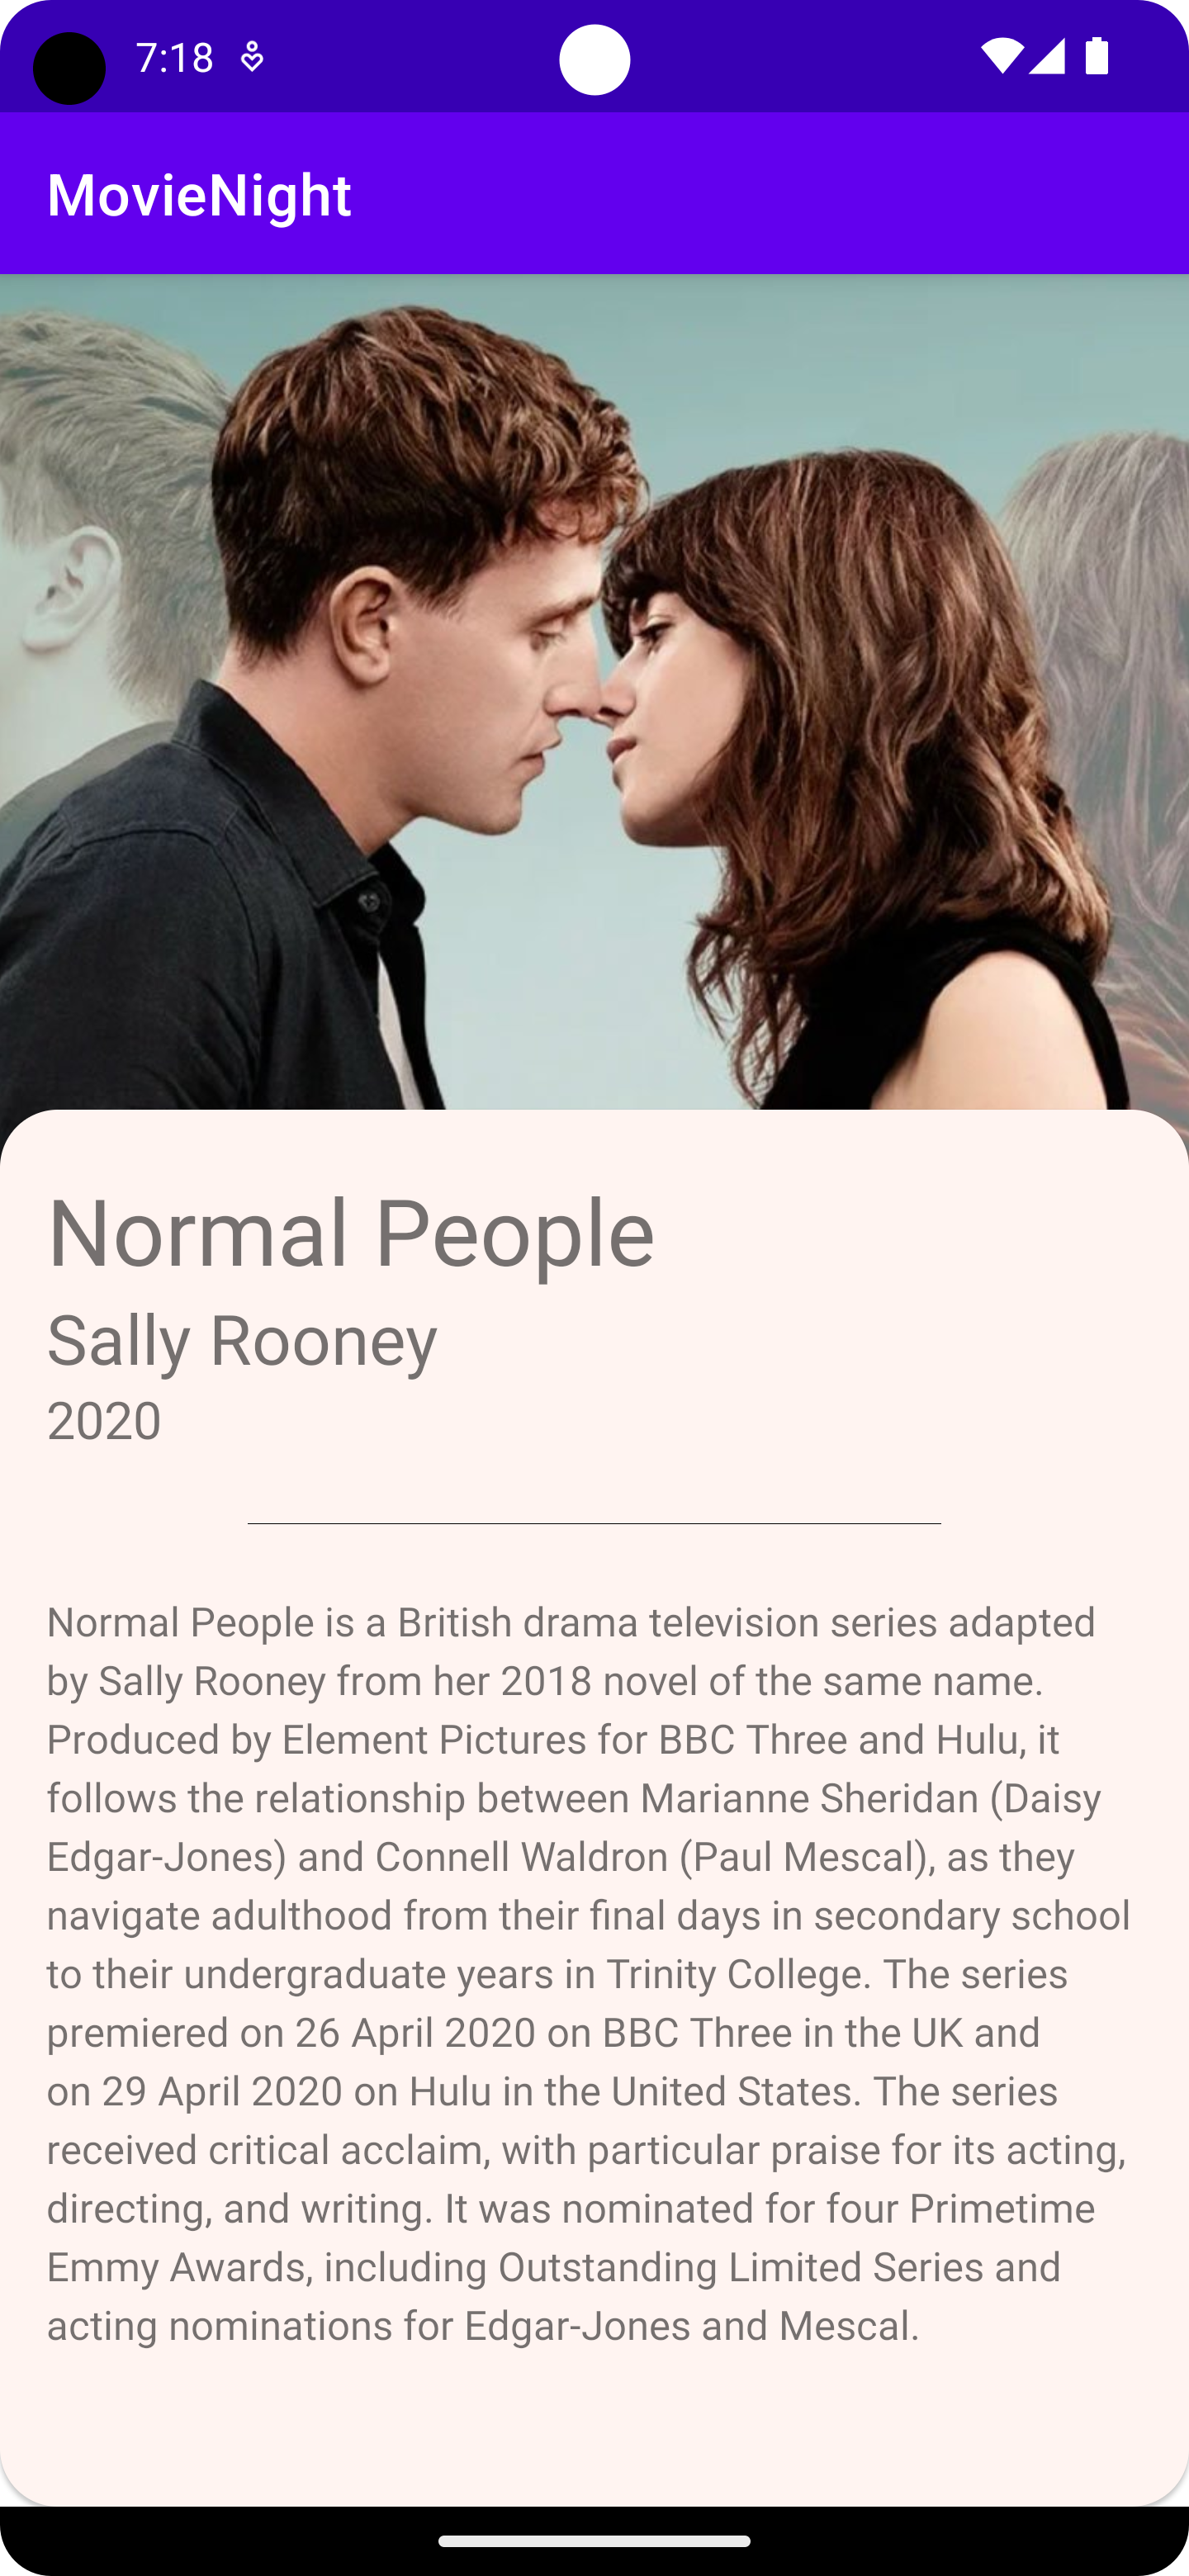 7:18
MovieNight
Normal People
Sally Rooney
2020
Normal People is a British drama television series adapted
by Sally Rooney from her 2018 novel of the same name.
Produced by Element Pictures for BBC Three and Hulu, it
follows the relationship between Marianne Sheridan (Daisy
Edgar-Jones) and Connell Waldron (Paul Mescal), as they
navigate adulthood from their final days in secondary school
to their undergraduate years in Trinity College. The series
premiered on 26 April 2020 on BBC Three in the UK and
on 29 April 2020 on Hulu in the United States. The series
received critical acclaim, with particular praise for its acting,
directing, and writing. It was nominated for four Primetime
Emmy Awards, including Outstanding Limited Series and
acting nominations for Edgar-Jones and Mescal.